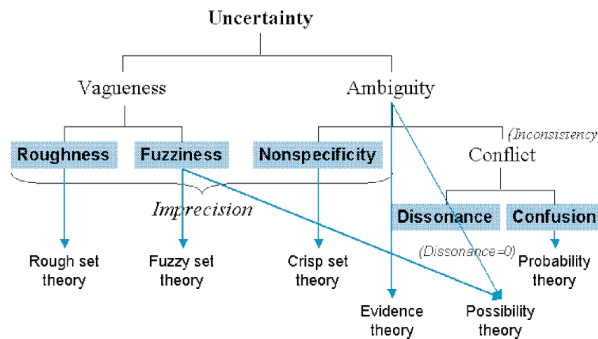 Uncertainty
Vagueness
Ambiguity
(Inconsistency)
Roughness
Fuzziness
Nonspecificity
Conflict
Imprecision
Dissonance
Confusion
(Dissonance=0)
Rough set
theory
Fuzzy set
theory
Crisp set
theory
Probability
theory
Evidence
theory
Possibility
theory